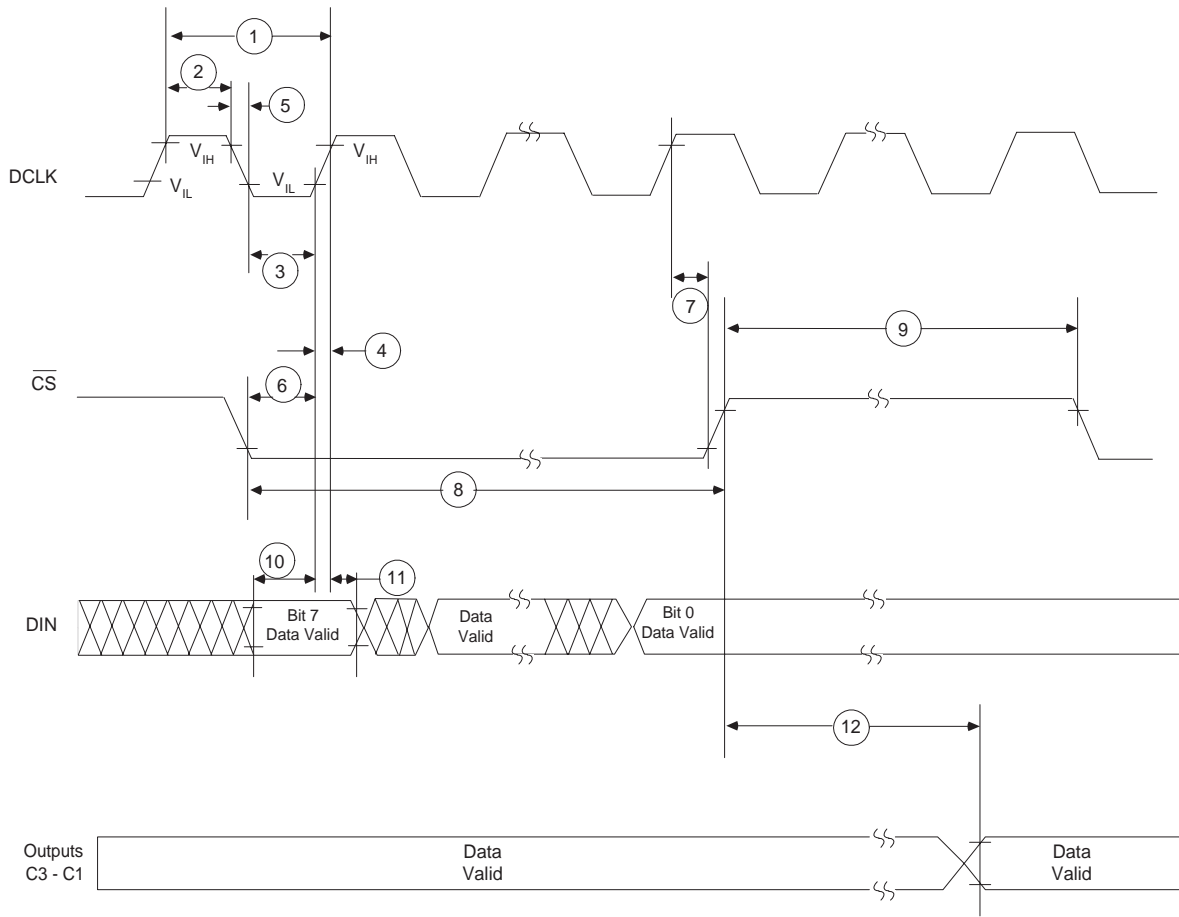 1
2
5
V_IH
V_IH
DCLK
V_IL
V_IL
3
7
9
4
CS
6
8
10
11
DIN
Bit 7
Data Valid
Data
Valid
Bit 0
Data Valid
12
Outputs
C3 - C1
Data
Valid
Data
Valid